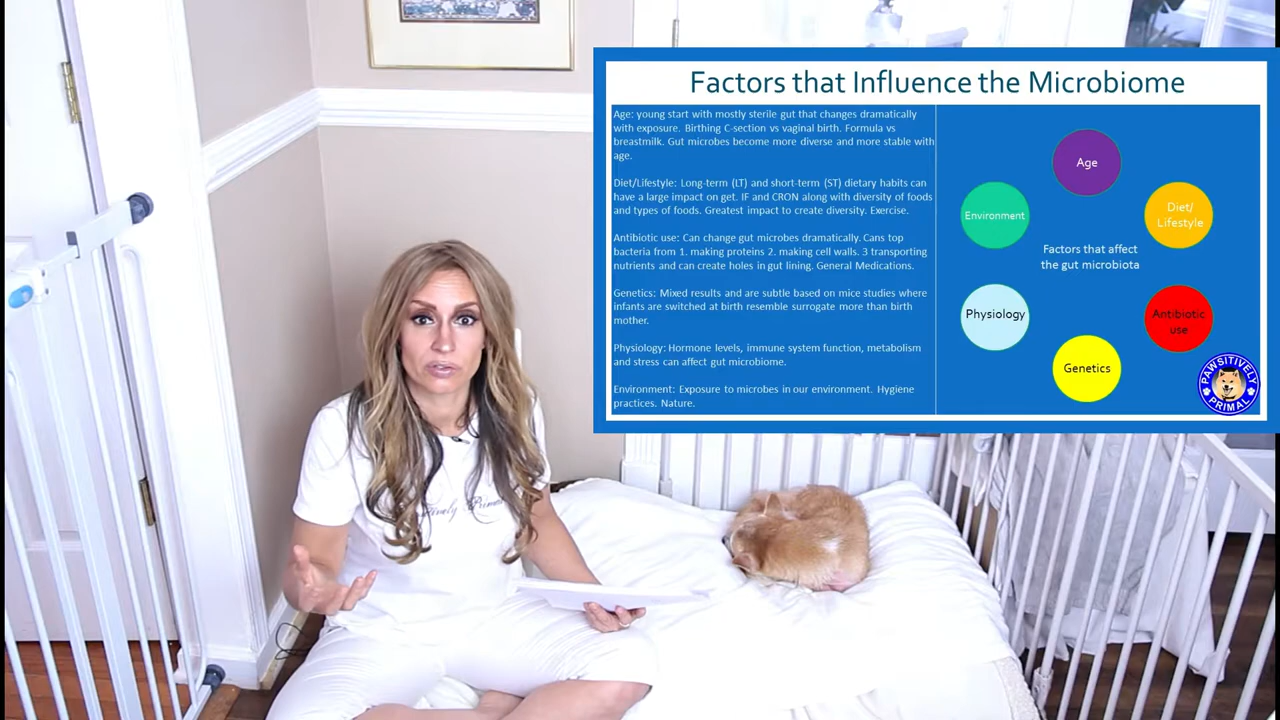 Factors that Influence the Microbiome
Age: young start with mostly sterile gut that changes dramatically
with exposure. Birthing C-section vs vaginal birth. Formula vs
breastmilk. Gut microbes become more diverse and more stable with
age.
Diet/Lifestyle: Long-term (LT) and short-term (ST) dietary habits can
have a large impact on get. IF and CRON along with diversity of foods
and types of foods. Greatest impact to create diversity. Exercise.
Antibiotic use: Can change gut microbes dramatically. Cans top
bacteria from 1. making proteins 2. making cell walls. 3 transporting
nutrients and can create holes in gut lining. General Medications.
Genetics: Mixed results and are subtle based on mice studies where
infants are switched at birth resemble surrogate more than birth
mother.
Physiology: Hormone levels, immune system function, metabolism
and stress can affect gut microbiome.
Environment: Exposure to microbes in our environment. Hygiene
practices. Nature.
Age
Environment
Diet/
Lifestyle
Factors that affect
the gut microbiota
Physiology
Antibiotic
use
Genetics
PAWSITIVELY
PRIMAL